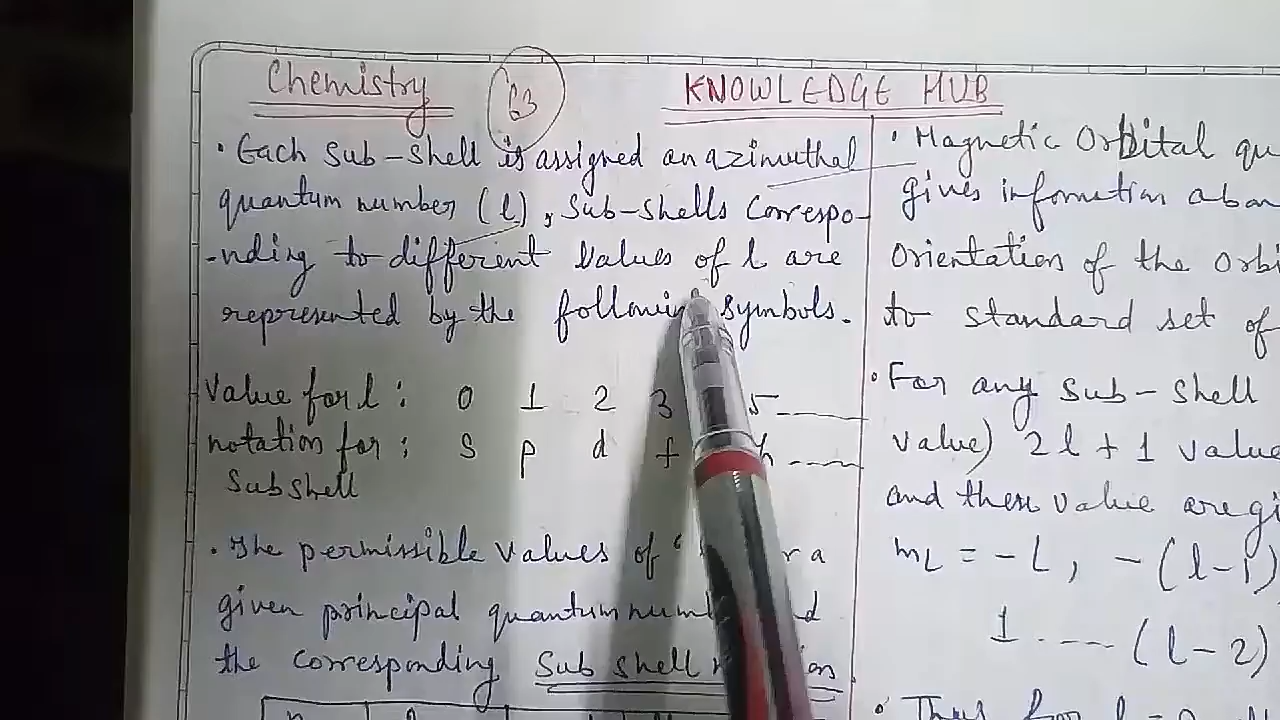 Chemistry
63
KNOWLEDGE HUB
• Each Sub-shell is assigned an azimuthal
quantum number (l), Sub-shells Correspo-
-nding to different Values of l are
represented by the following symbols.
Value for l : 0 1 2 3 5
notation for : s p d f h
Subshell
• The permissible values of
given principal quantum
the corresponding Subshell
n l
• Magnetic Orbital
gives information
Orientation of the
to standard set of
• For any Sub-shell
value) 2l + 1
and these value are
mL = -l, -(l-1)
1 ---- (l-2)
• Thus for